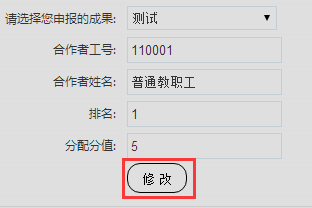 请选择您申报的成果: 测试
合作者工号: 110001
合作者姓名: 普通教职工
排名: 1
分配分值: 5
修 改